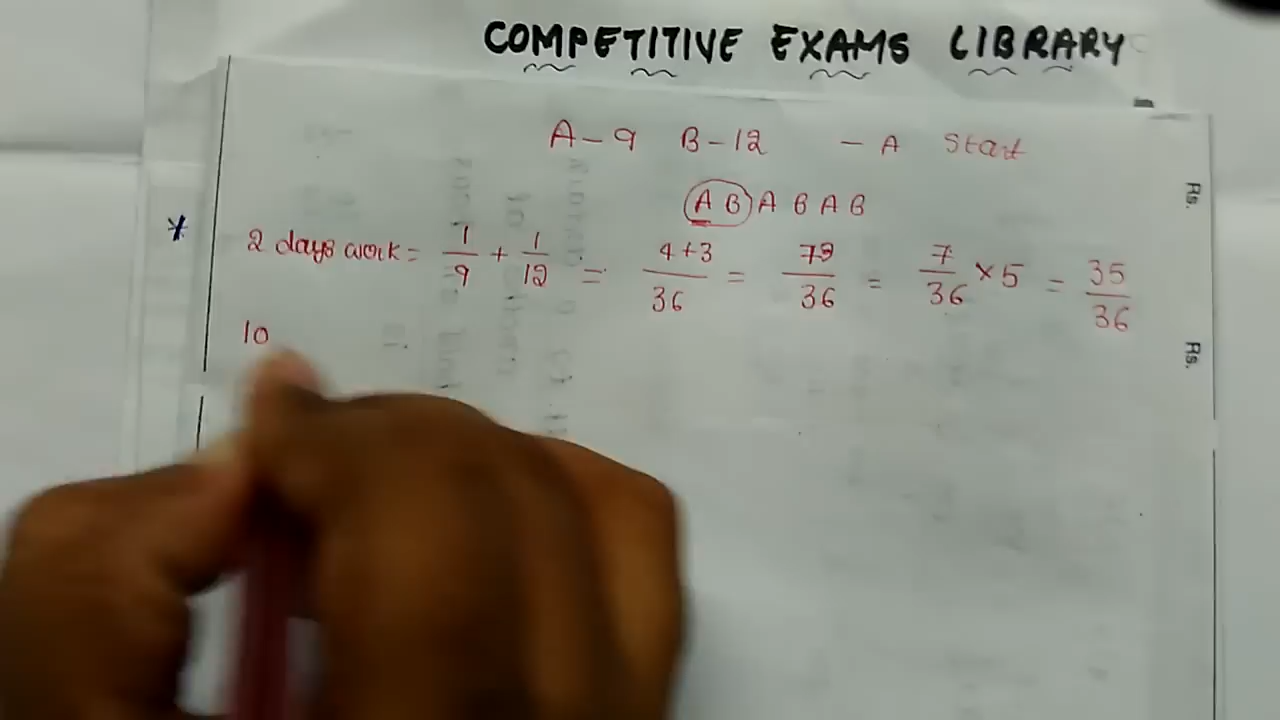 COMPETITIVE EXAMS LIBRARY
A - 9 B - 12 - A Start
A B A B A B
* 2 days work = 1/9 + 1/12 = 4+3/36 = 79/36 = 7/36 × 5 = 35/36
10
Rs.
Rs.